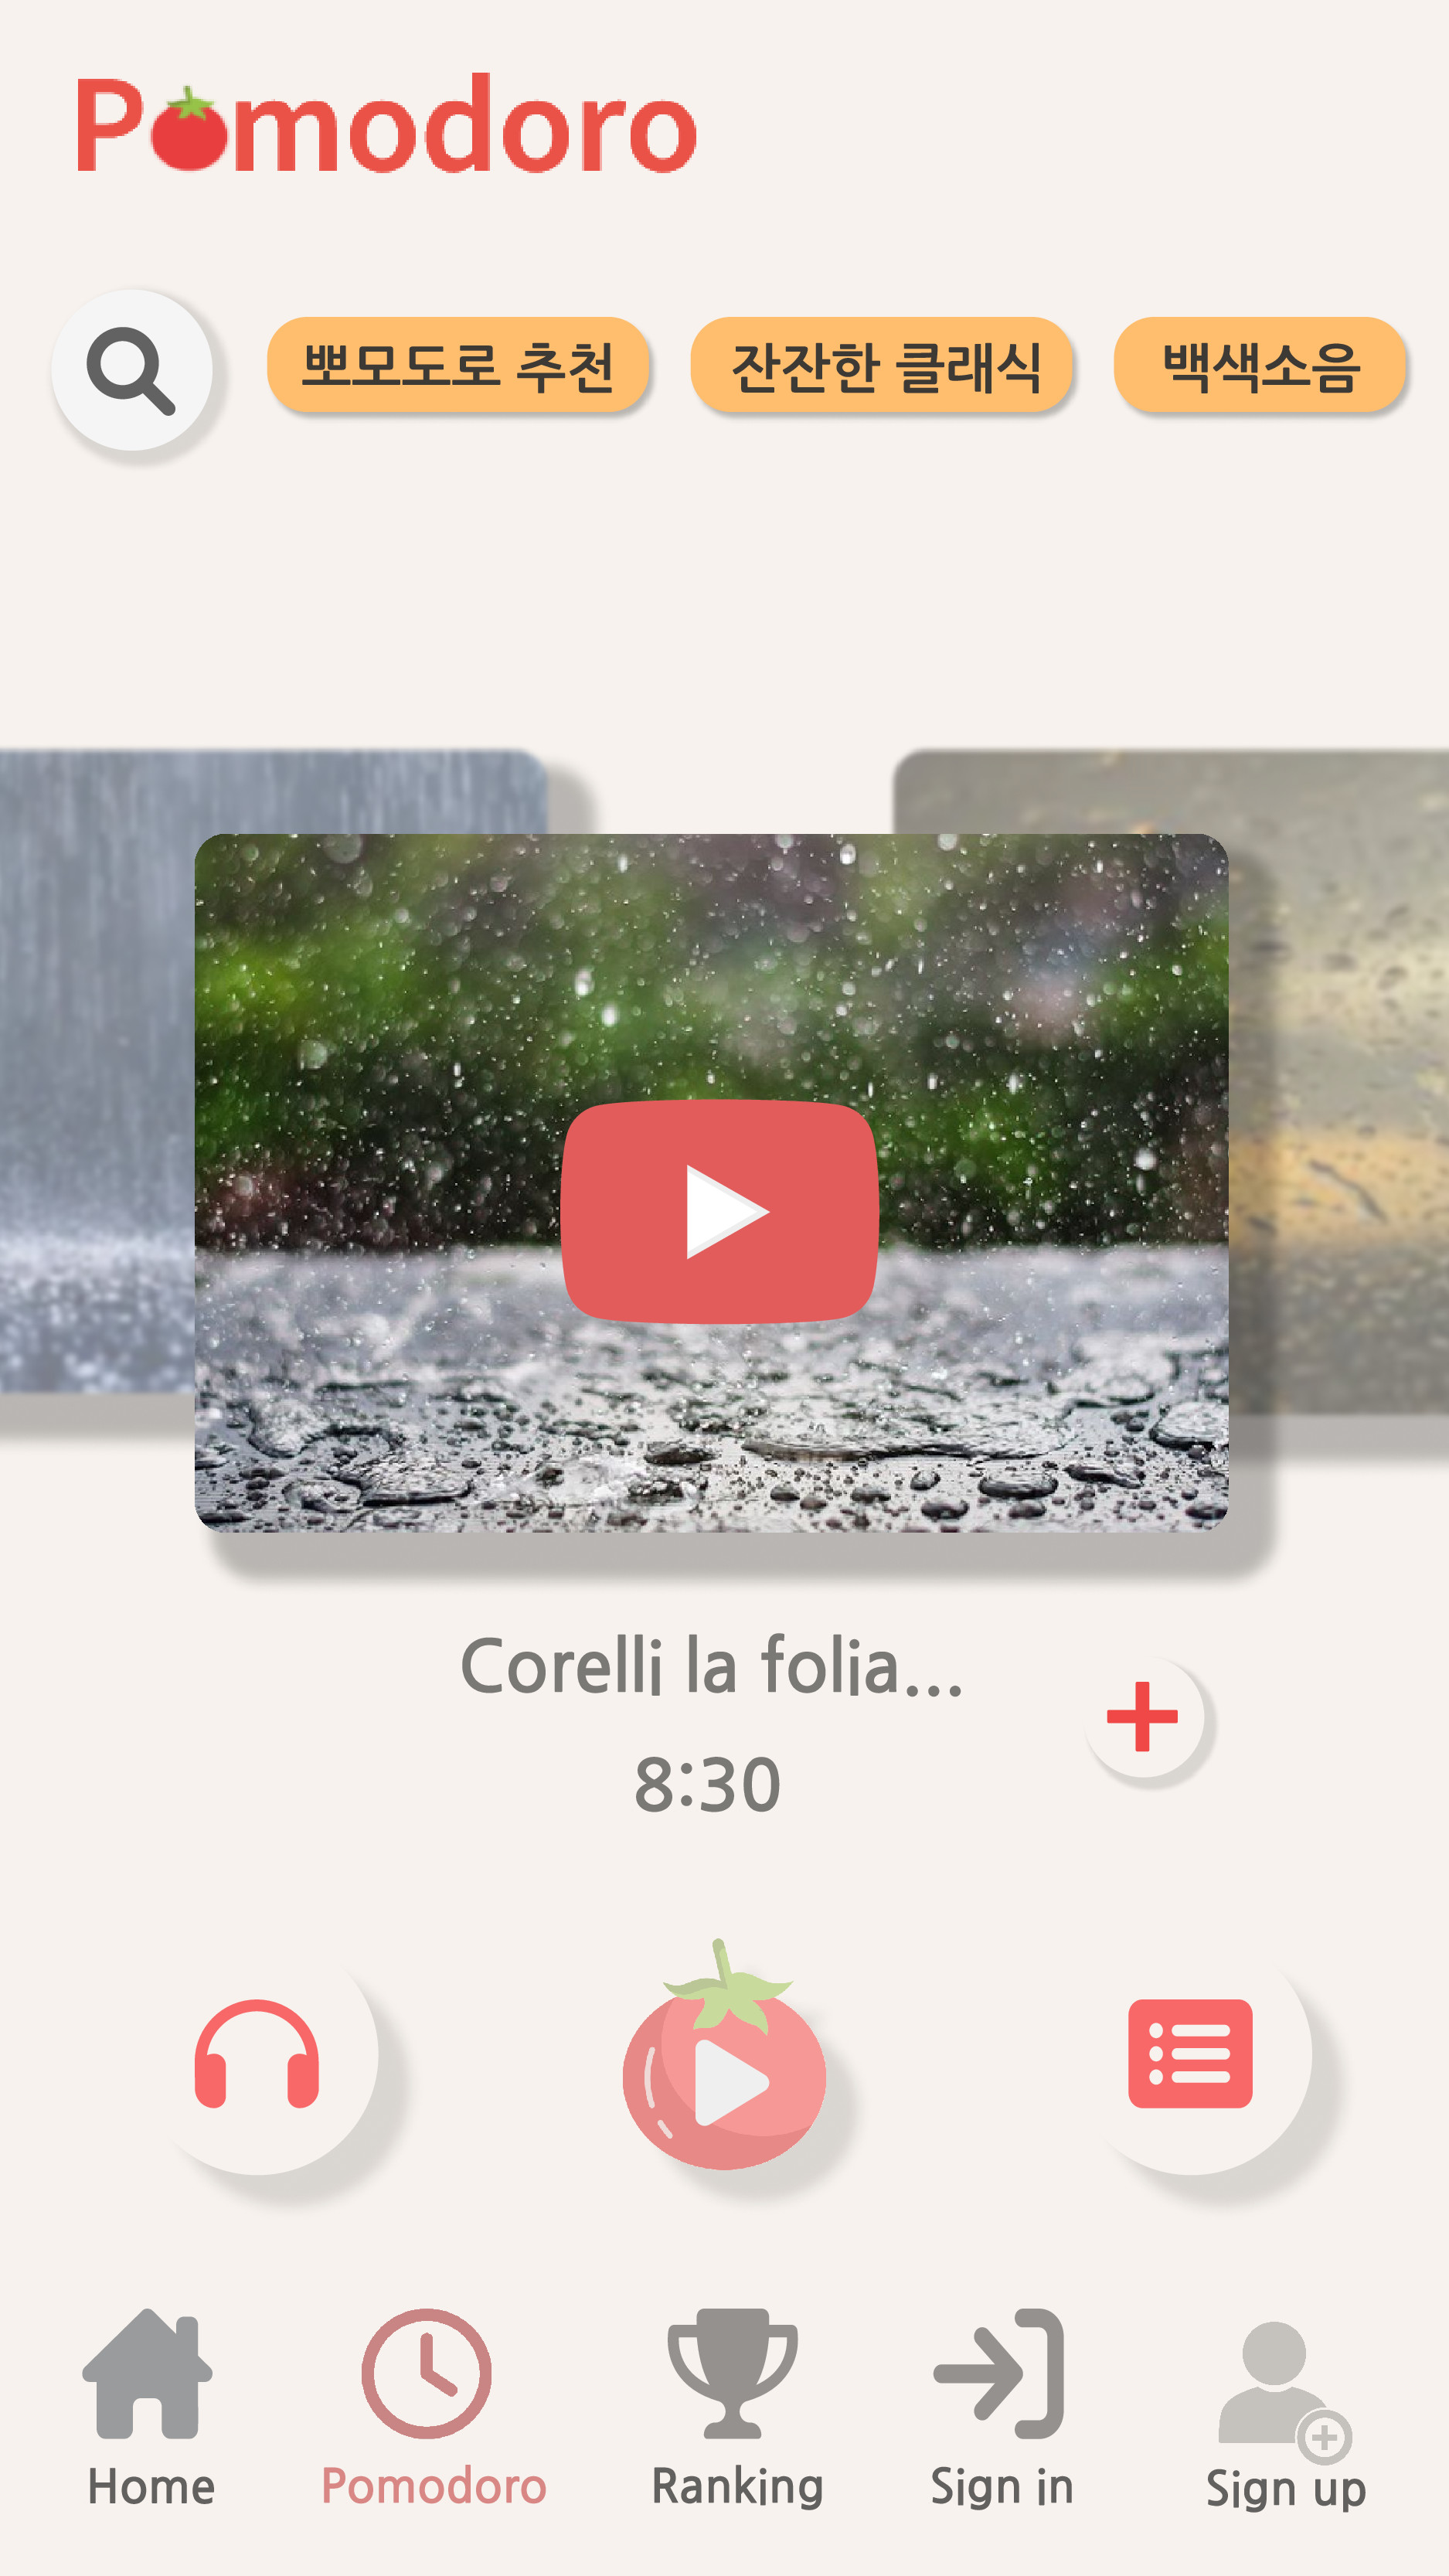 Pomodoro
뽀모도로 추천
잔잔한 클래식
백색소음
Corelli la folia...
8:30
Home
Pomodoro
Ranking
Sign in
Sign up